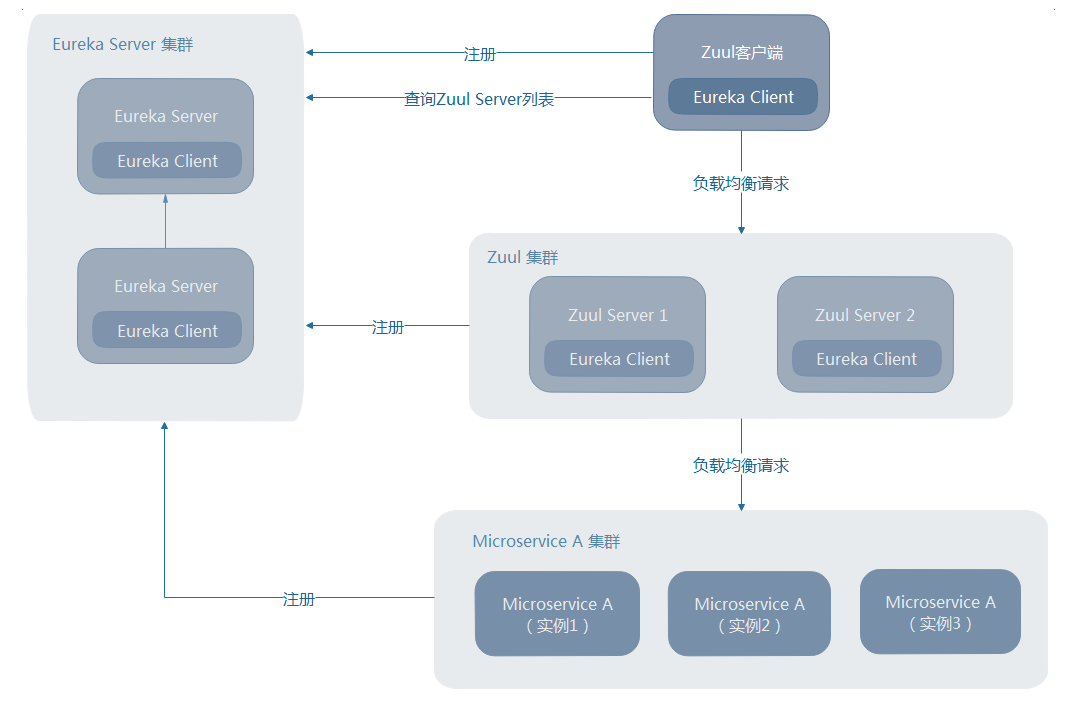 Eureka Server 集群
Eureka Server
Eureka Client
Eureka Server
Eureka Client
注册
查询Zuul Server列表
Zuul客户端
Eureka Client
负载均衡请求
Zuul 集群
Zuul Server 1
Eureka Client
Zuul Server 2
Eureka Client
注册
负载均衡请求
Microservice A 集群
Microservice A
（实例1）
Microservice A
（实例2）
Microservice A
（实例3）
注册